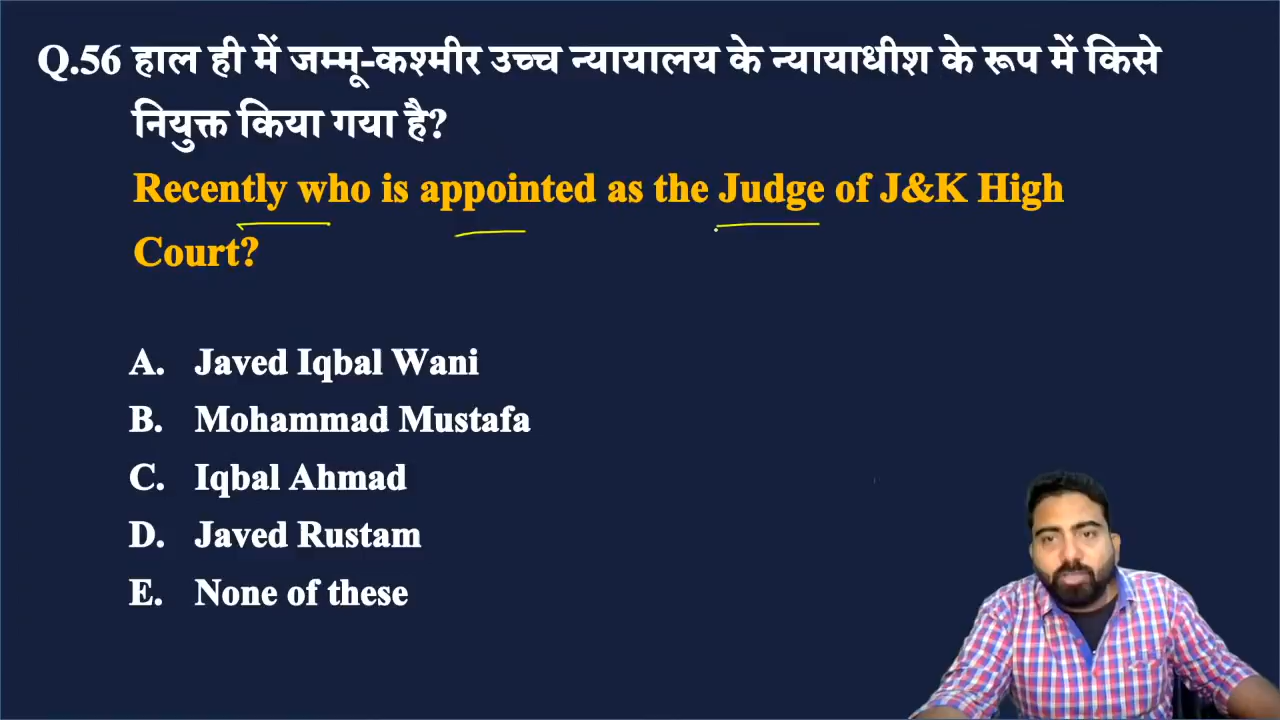 Q.56 हाल ही में जम्मू-कश्मीर उच्च न्यायालय के न्यायाधीश के रूप में किसे
नियुक्त किया गया है?
Recently who is appointed as the Judge of J&K High
Court?
A. Javed Iqbal Wani
B. Mohammad Mustafa
C. Iqbal Ahmad
D. Javed Rustam
E. None of these